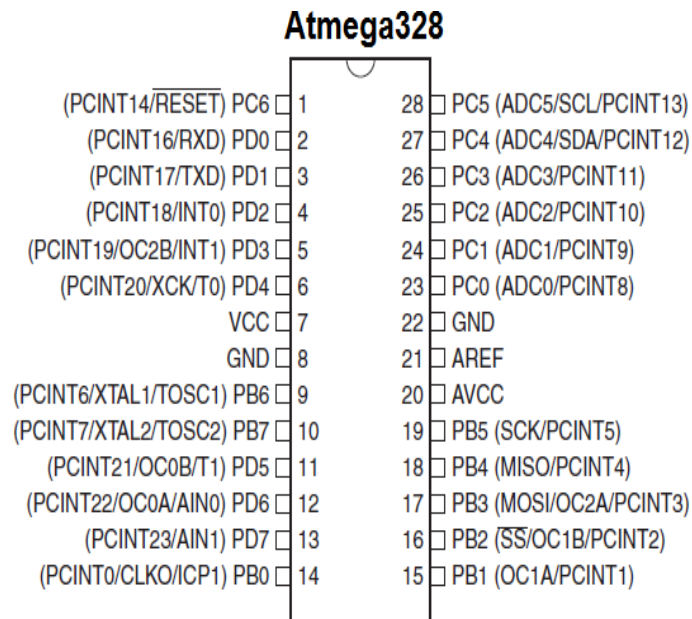 Atmega328
(PCINT14/RESET) PC6 1 28 PC5 (ADC5/SCL/PCINT13)
(PCINT16/RXD) PD0 2 27 PC4 (ADC4/SDA/PCINT12)
(PCINT17/TXD) PD1 3 26 PC3 (ADC3/PCINT11)
(PCINT18/INT0) PD2 4 25 PC2 (ADC2/PCINT10)
(PCINT19/OC2B/INT1) PD3 5 24 PC1 (ADC1/PCINT9)
(PCINT20/XCK/T0) PD4 6 23 PC0 (ADC0/PCINT8)
VCC 7 22 GND
GND 8 21 AREF
(PCINT6/XTAL1/TOSC1) PB6 9 20 AVCC
(PCINT7/XTAL2/TOSC2) PB7 10 19 PB5 (SCK/PCINT5)
(PCINT21/OC0B/T1) PD5 11 18 PB4 (MISO/PCINT4)
(PCINT22/OC0A/AIN0) PD6 12 17 PB3 (MOSI/OC2A/PCINT3)
(PCINT23/AIN1) PD7 13 16 PB2 (SS/OC1B/PCINT2)
(PCINT0/CLKO/ICP1) PB0 14 15 PB1 (OC1A/PCINT1)